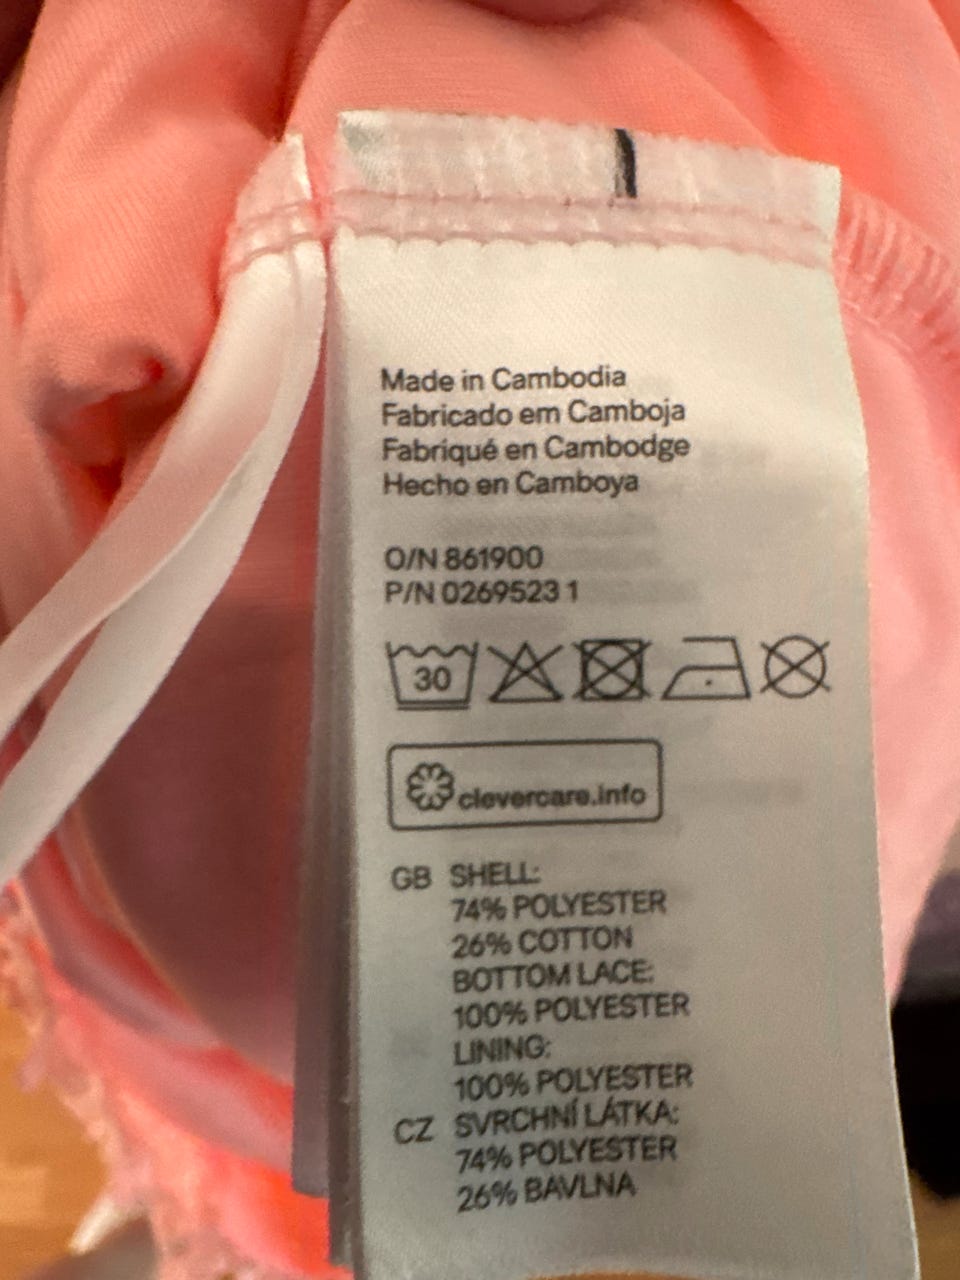 Made in Cambodia
Fabricado em Camboja
Fabriqué en Cambodge
Hecho en Camboya
O/N 861900
P/N 0269523 1
30
clevercare.info
GB SHELL:
74% POLYESTER
26% COTTON
BOTTOM LACE:
100% POLYESTER
LINING:
100% POLYESTER
CZ SVRCHNÍ LÁTKA:
74% POLYESTER
26% BAVLNA